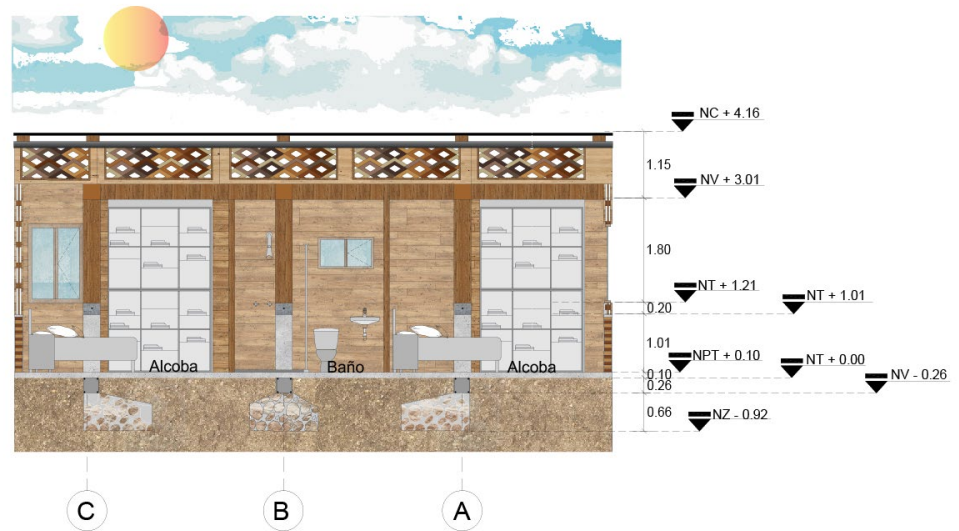 NC + 4.16
1.15
NV + 3.01
1.80
NT + 1.21
NT + 1.01
0.20
1.01
NPT + 0.10
NT + 0.00
NV - 0.26
0.10
0.26
0.66
NZ - 0.92
Alcoba
Baño
Alcoba
C
B
A